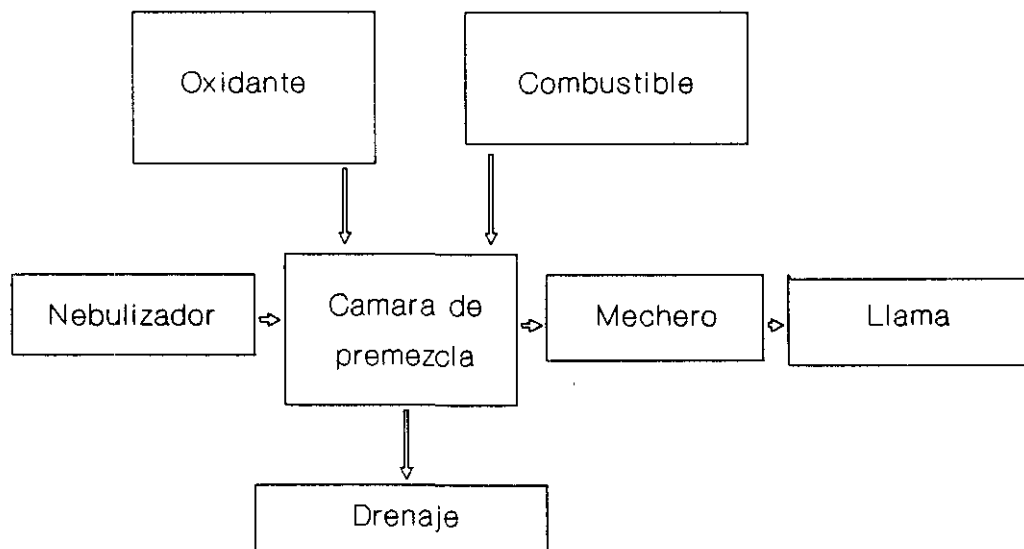 Oxidante
Combustible
Nebulizador
Camara de
premezcla
Mechero
Llama
Drenaje